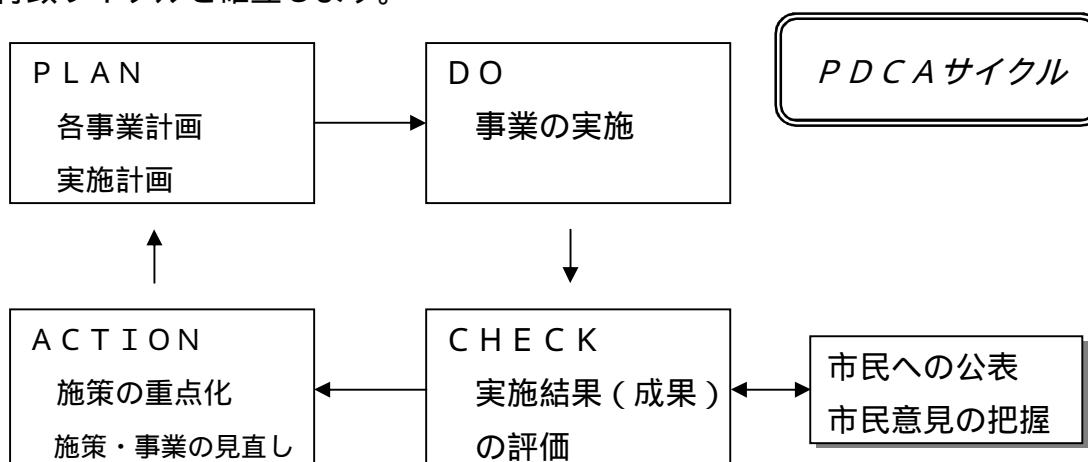 サイクルを確立します。
ＰＬＡＮ
各事業計画
実施計画
ＤＯ
事業の実施
ＰＤＣＡサイクル
ＡＣＴＩＯＮ
施策の重点化
施策・事業の見直し
ＣＨＥＣＫ
実施結果（成果）
の評価
市民への公表
市民意見の把握